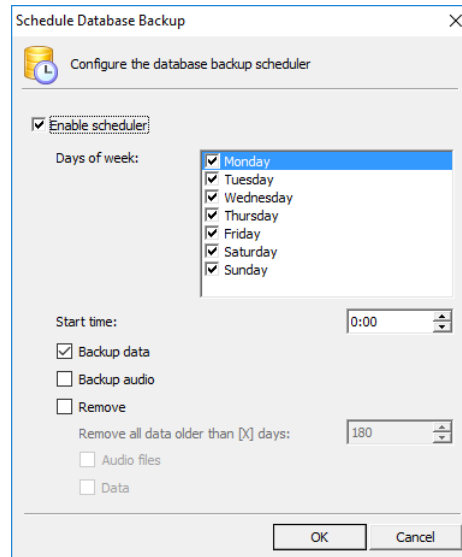 Schedule Database Backup
Configure the database backup scheduler
Enable scheduler
Days of week:
Monday
Tuesday
Wednesday
Thursday
Friday
Saturday
Sunday
Start time:
0:00
Backup data
Backup audio
Remove
Remove all data older than [X] days:
180
Audio files
Data
OK
Cancel